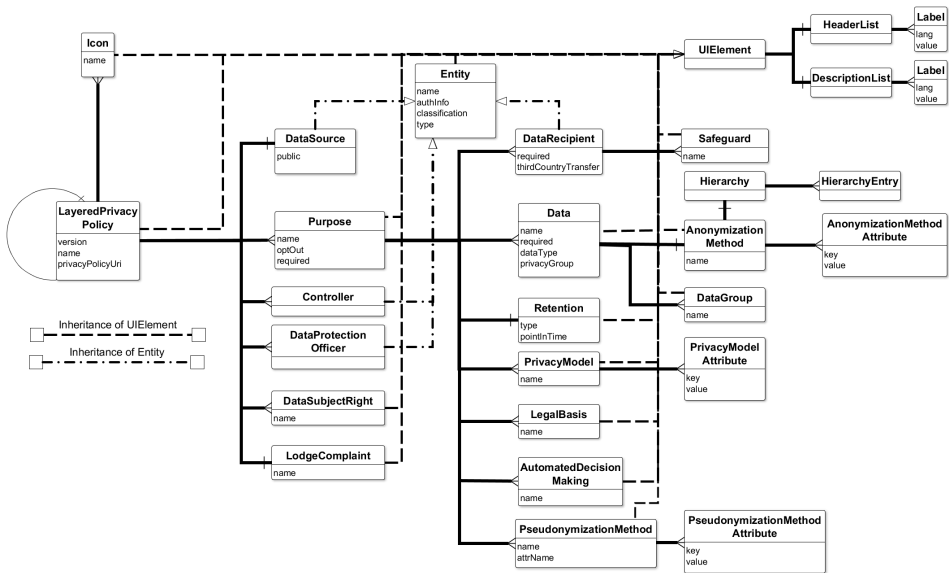 Icon
name
LayeredPrivacy
Policy
version
name
privacyPolicyUri
Inheritance of UIElement
Inheritance of Entity
Entity
name
authInfo
classification
type
DataSource
public
Purpose
name
optOut
required
Controller
DataProtection
Officer
DataSubjectRight
name
LodgeComplaint
name
DataRecipient
required
thirdCountryTransfer
Data
name
required
dataType
privacyGroup
Retention
type
pointInTime
PrivacyModel
name
LegalBasis
name
AutomatedDecision
Making
name
PseudonymizationMethod
name
attrName
UIElement
HeaderList
Label
lang
value
DescriptionList
Label
lang
value
Safeguard
name
Hierarchy
HierarchyEntry
Anonymization
Method
name
AnonymizationMethod
Attribute
key
value
DataGroup
name
PrivacyModel
Attribute
key
value
PseudonymizationMethod
Attribute
key
value